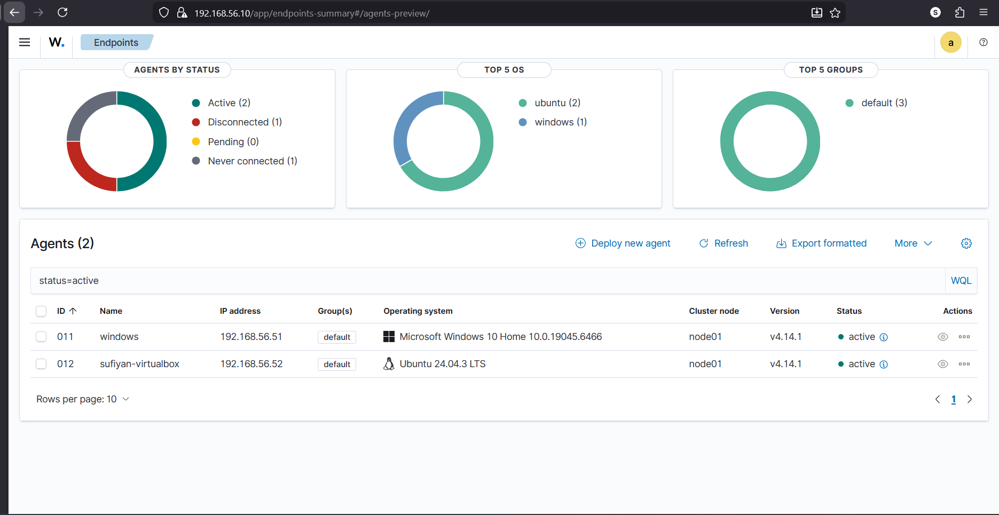 192.168.56.10/app/endpoints-summary#/agents-preview/
S
W.
Endpoints
a
AGENTS BY STATUS
Active (2)
Disconnected (1)
Pending (0)
Never connected (1)
TOP 5 OS
ubuntu (2)
windows (1)
TOP 5 GROUPS
default (3)
Agents (2)
Deploy new agent
Refresh
Export formatted
More
status=active
WQL
ID Name IP address Group(s) Operating system Cluster node Version Status Actions
011 windows 192.168.56.51 default Microsoft Windows 10 Home 10.0.19045.6466 node01 v4.14.1 active
012 sufiyan-virtualbox 192.168.56.52 default Ubuntu 24.04.3 LTS node01 v4.14.1 active
Rows per page: 10
1